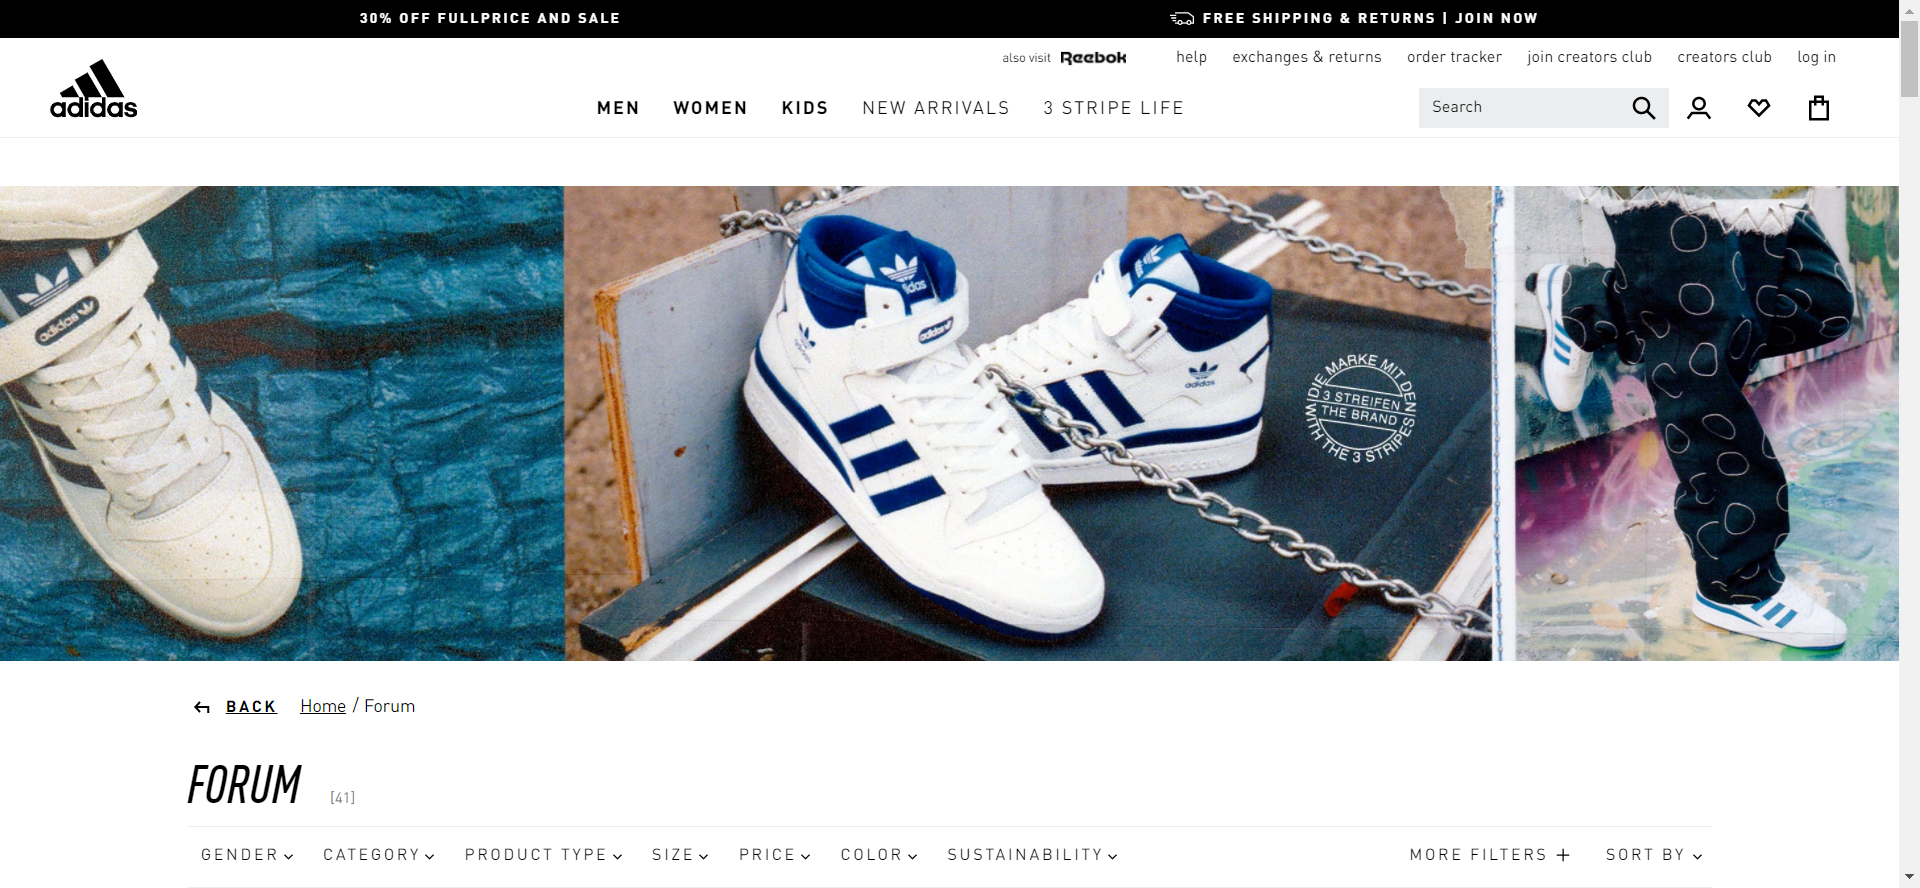 30% OFF FULLPRICE AND SALE
FREE SHIPPING & RETURNS | JOIN NOW
also visit Reebok
help
exchanges & returns
order tracker
join creators club
creators club
log in
adidas
MEN
WOMEN
KIDS
NEW ARRIVALS
3 STRIPE LIFE
Search
adidas
adidas
adidas
adidas
DIE MARKE MIT DEN
3 STREIFEN
THE BRAND
WITH THE 3 STRIPES
BACK
Home / Forum
FORUM [41]
GENDER
CATEGORY
PRODUCT TYPE
SIZE
PRICE
COLOR
SUSTAINABILITY
MORE FILTERS +
SORT BY